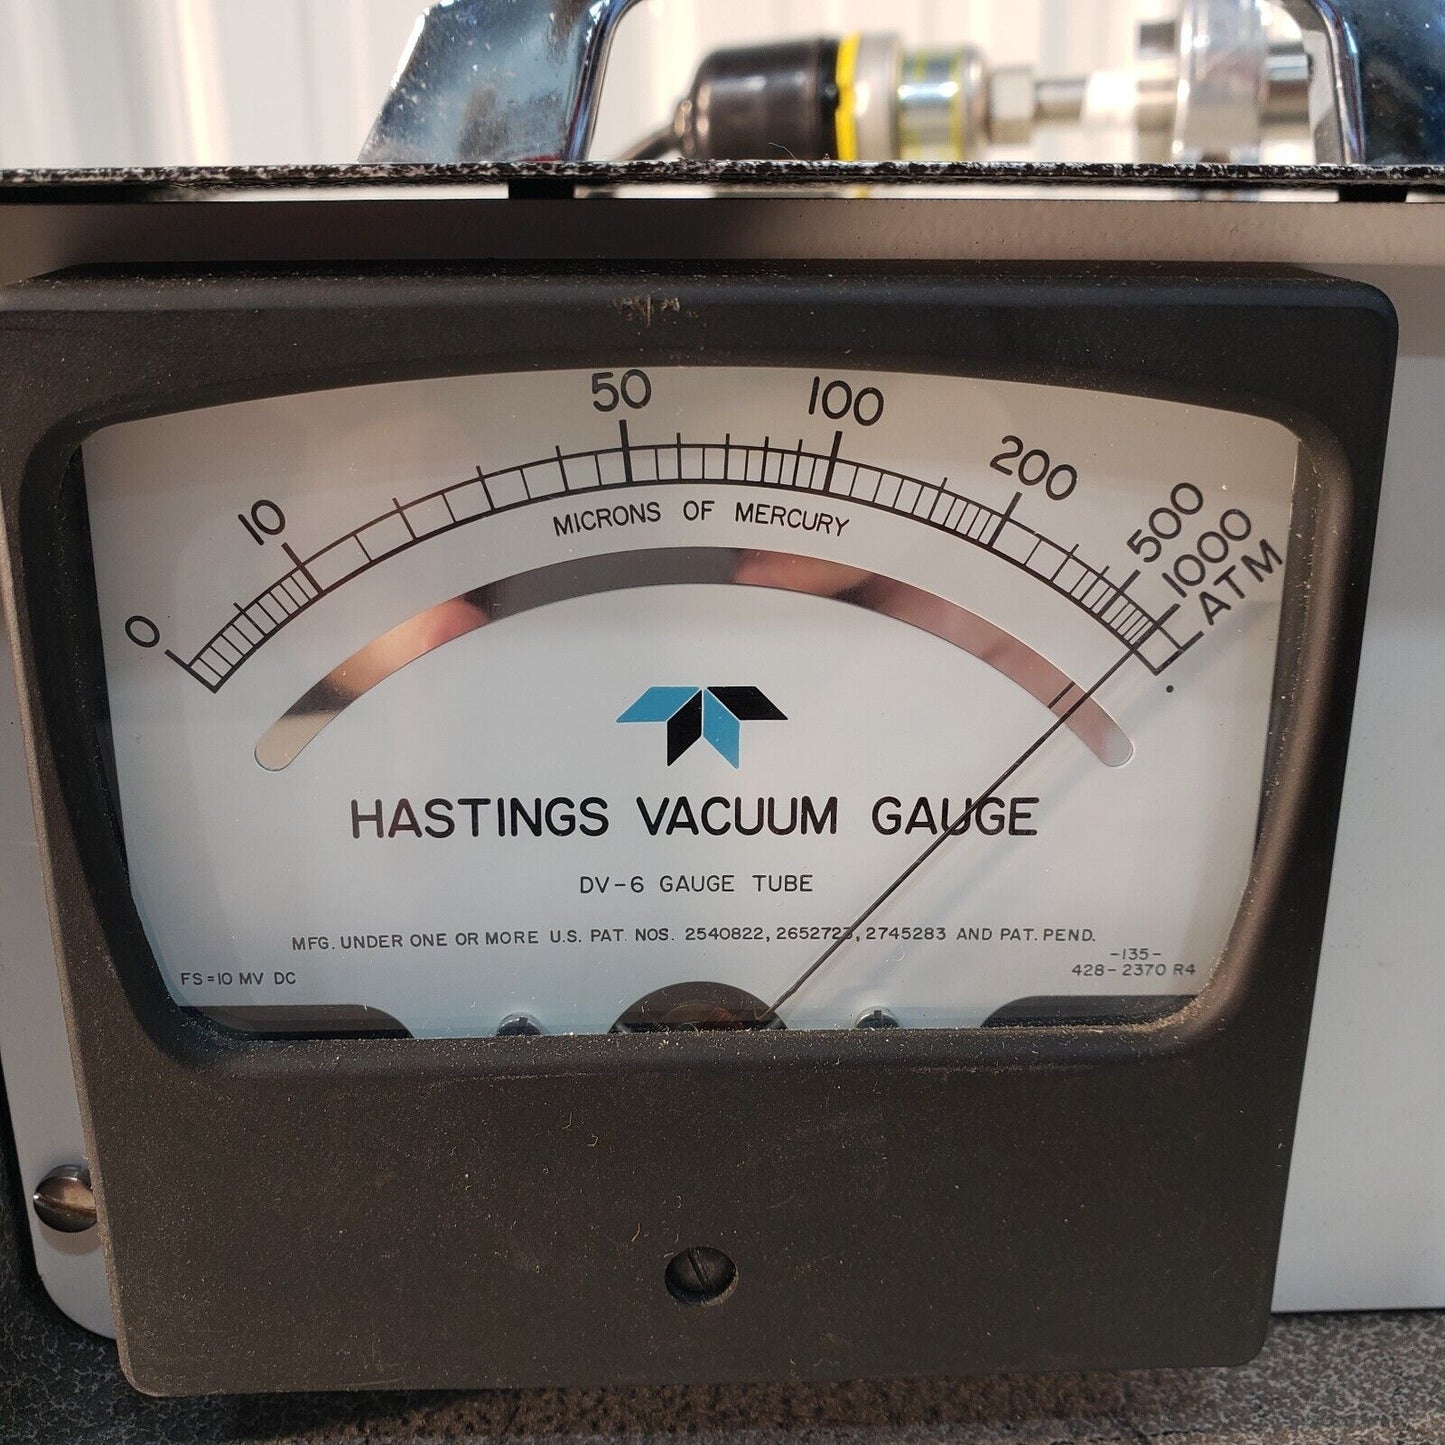 0 10 50 100 200 500 1000 ATM
MICRONS OF MERCURY
HASTINGS VACUUM GAUGE
DV-6 GAUGE TUBE
MFG. UNDER ONE OR MORE U.S. PAT. NOS. 2540822, 2652723, 2745283 AND PAT. PEND.
-135-
FS=10 MV DC
428-2370 R4